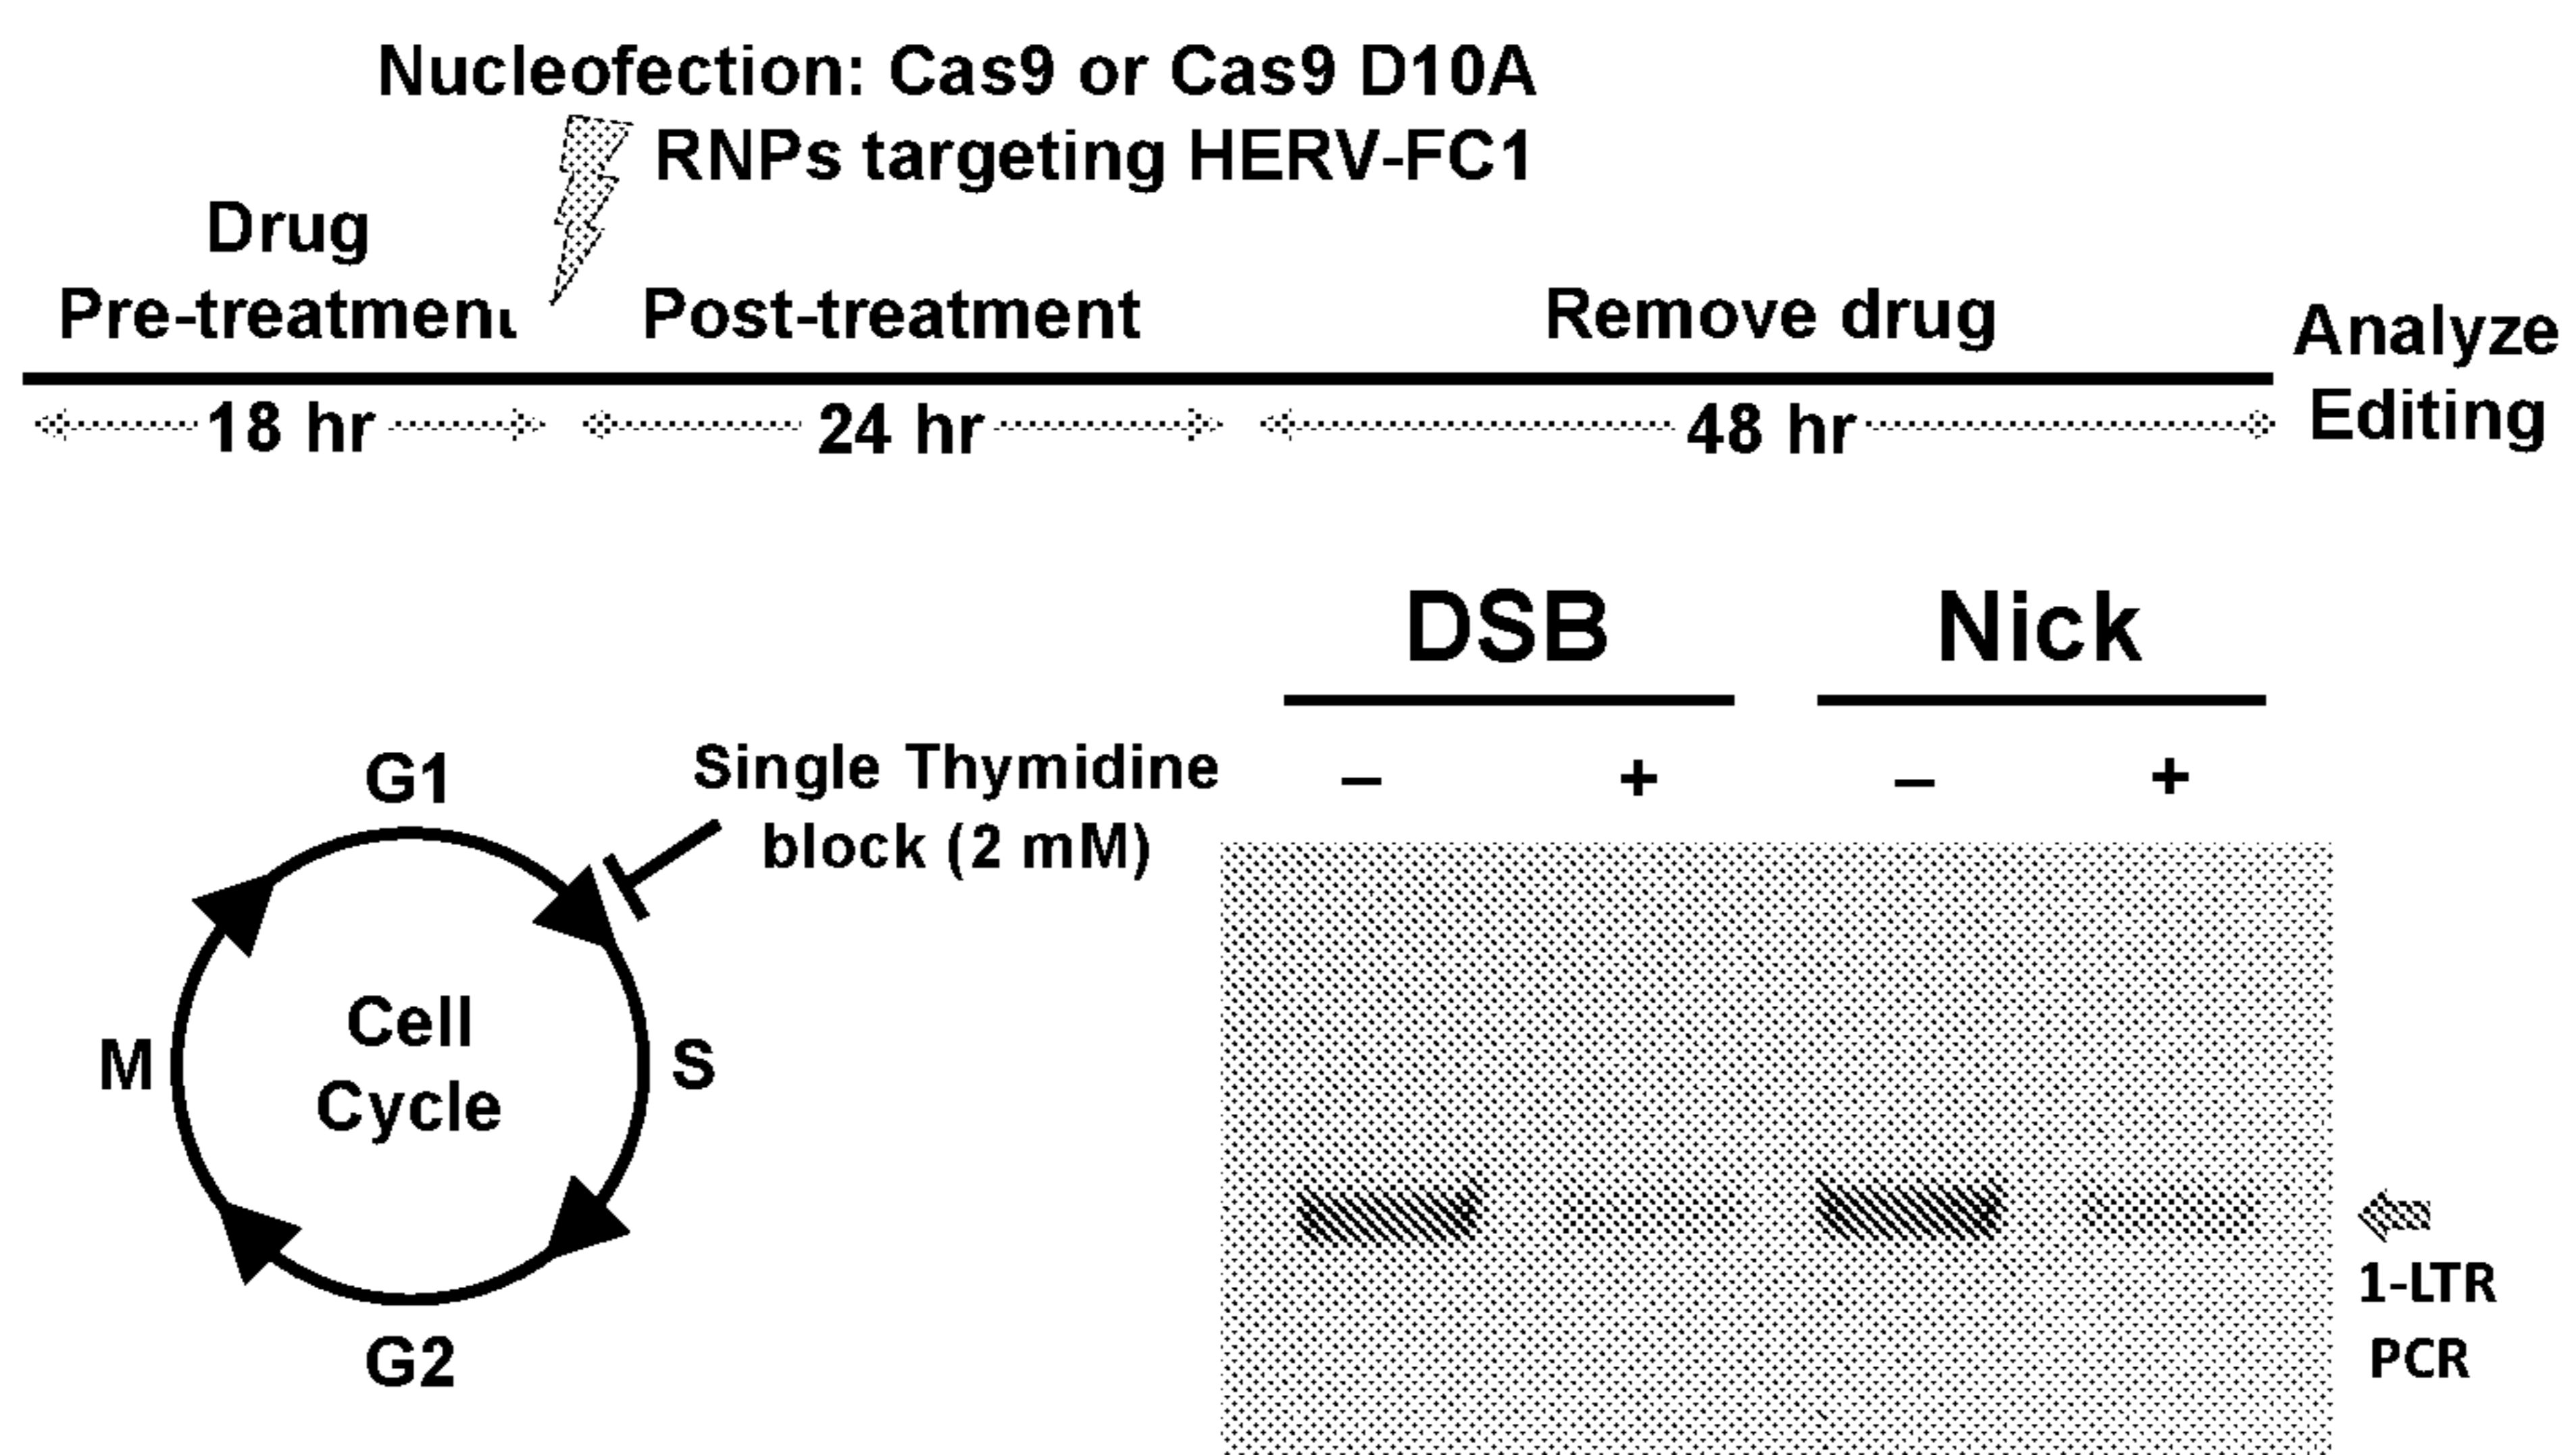 Nucleofection: Cas9 or Cas9 D10A
RNPs targeting HERV-FC1
Drug
Pre-treatment
Post-treatment
Remove drug
Analyze
Editing
18 hr
24 hr
48 hr
DSB
Nick
– + – +
Single Thymidine
block (2 mM)
G1
S
G2
M
Cell
Cycle
1-LTR
PCR